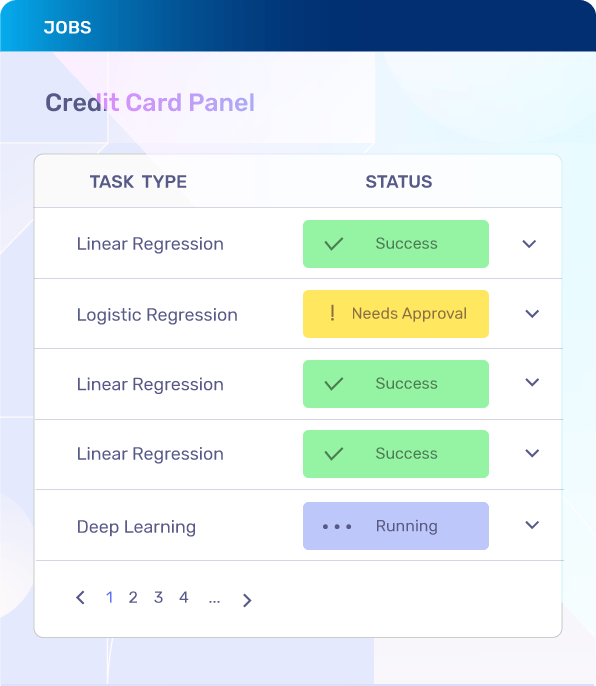 JOBS
Credit Card Panel
TASK TYPE STATUS
Linear Regression Success
Logistic Regression ! Needs Approval
Linear Regression Success
Linear Regression Success
Deep Learning ••• Running
1 2 3 4 ...